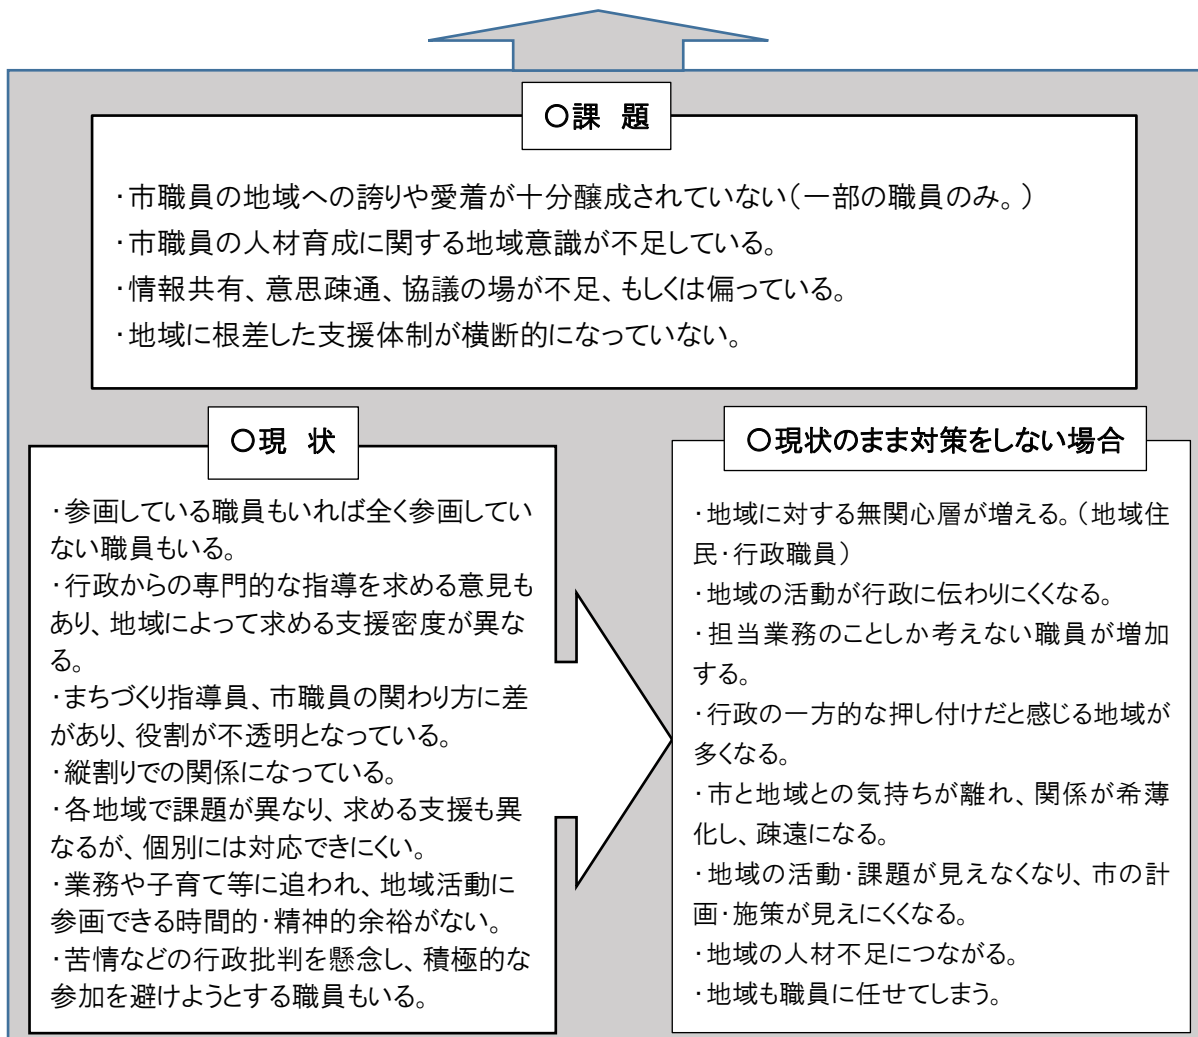 〇課　題
・市職員の地域への誇りや愛着が十分醸成されていない（一部の職員のみ。）
・市職員の人材育成に関する地域意識が不足している。
・情報共有、意思疎通、協議の場が不足、もしくは偏っている。
・地域に根差した支援体制が横断的になっていない。
〇現　状
・参画している職員もいれば全く参画してい
ない職員もいる。
・行政からの専門的な指導を求める意見も
あり、地域によって求める支援密度が異な
る。
・まちづくり指導員、市職員の関わり方に差
があり、役割が不透明となっている。
・縦割りでの関係になっている。
・各地域で課題が異なり、求める支援も異
なるが、個別には対応できにくい。
・業務や子育て等に追われ、地域活動に
参画できる時間的・精神的余裕がない。
・苦情などの行政批判を懸念し、積極的な
参加を避けようとする職員もいる。
〇現状のまま対策をしない場合
・地域に対する無関心層が増える。（地域住
民・行政職員）
・地域の活動が行政に伝わりにくくなる。
・担当業務のことしか考えない職員が増加
する。
・行政の一方的な押し付けだと感じる地域が
多くなる。
・市と地域との気持ちが離れ、関係が希薄
化し、疎遠になる。
・地域の活動・課題が見えなくなり、市の計
画・施策が見えにくくなる。
・地域の人材不足につながる。
・地域も職員に任せてしまう。